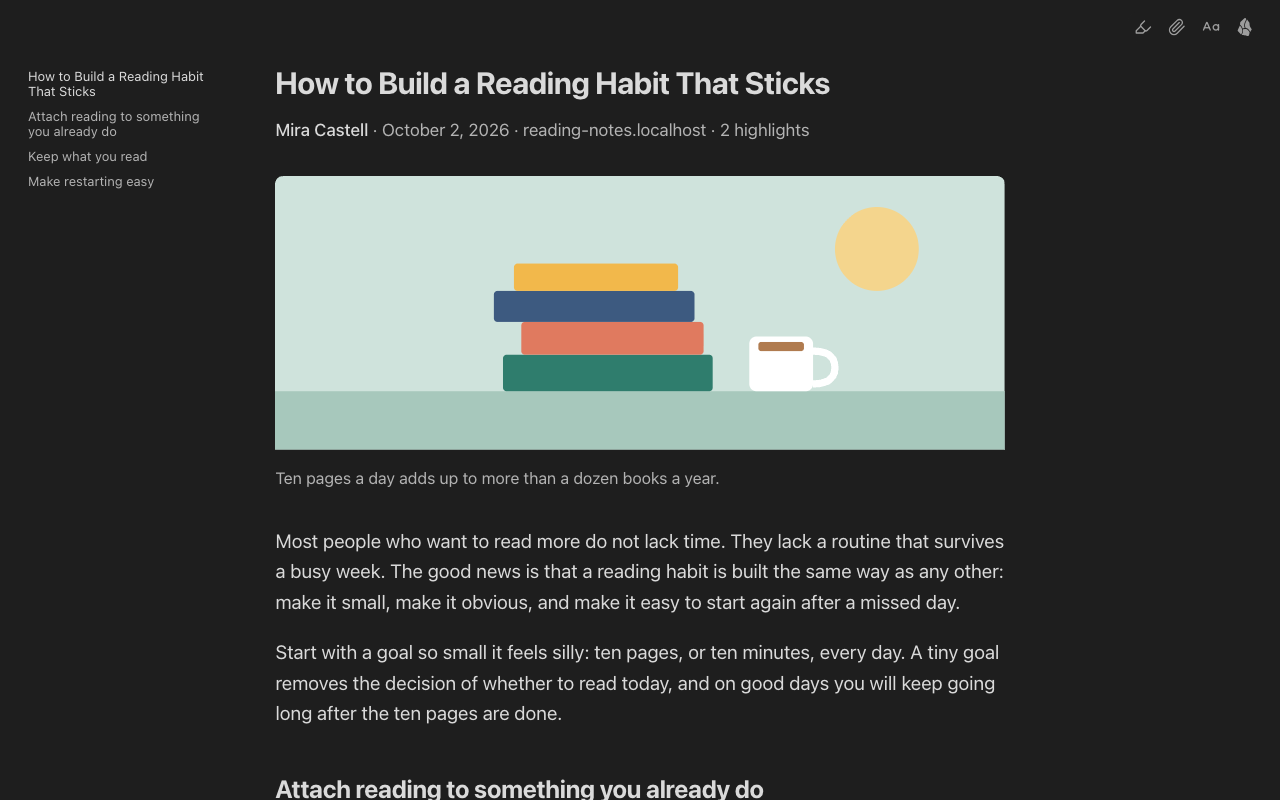 Aa
How to Build a Reading Habit
That Sticks
Attach reading to something
you already do
Keep what you read
Make restarting easy
How to Build a Reading Habit That Sticks
Mira Castell · October 2, 2026 · reading-notes.localhost · 2 highlights
Ten pages a day adds up to more than a dozen books a year.
Most people who want to read more do not lack time. They lack a routine that survives
a busy week. The good news is that a reading habit is built the same way as any other:
make it small, make it obvious, and make it easy to start again after a missed day.
Start with a goal so small it feels silly: ten pages, or ten minutes, every day. A tiny goal
removes the decision of whether to read today, and on good days you will keep going
long after the ten pages are done.
Attach reading to something you already do